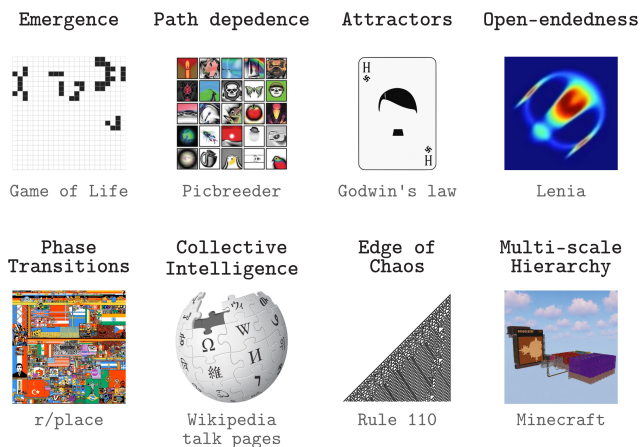 Emergence
Path depedence
Attractors
Open-endedness
H
H
Game of Life
Picbreeder
Godwin's law
Lenia
Phase
Transitions
Collective
Intelligence
Edge of
Chaos
Multi-scale
Hierarchy
Ω
W
維
И
r/place
Wikipedia
talk pages
Rule 110
Minecraft